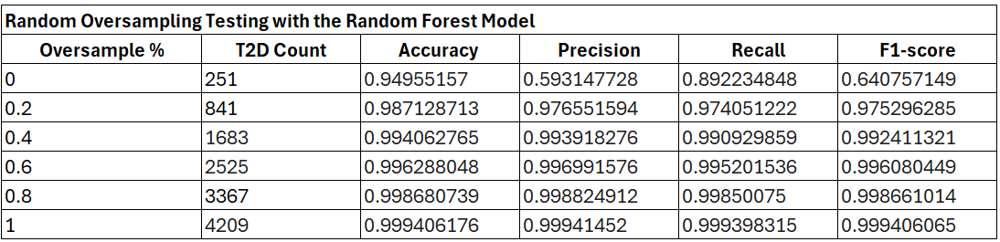 Random Oversampling Testing with the Random Forest Model
Oversample % T2D Count Accuracy Precision Recall F1-score
0 251 0.94955157 0.593147728 0.892234848 0.640757149
0.2 841 0.987128713 0.976551594 0.974051222 0.975296285
0.4 1683 0.994062765 0.993918276 0.990929859 0.992411321
0.6 2525 0.996288048 0.996991576 0.995201536 0.996080449
0.8 3367 0.998680739 0.998824912 0.99850075 0.998661014
1 4209 0.999406176 0.99941452 0.999398315 0.999406065